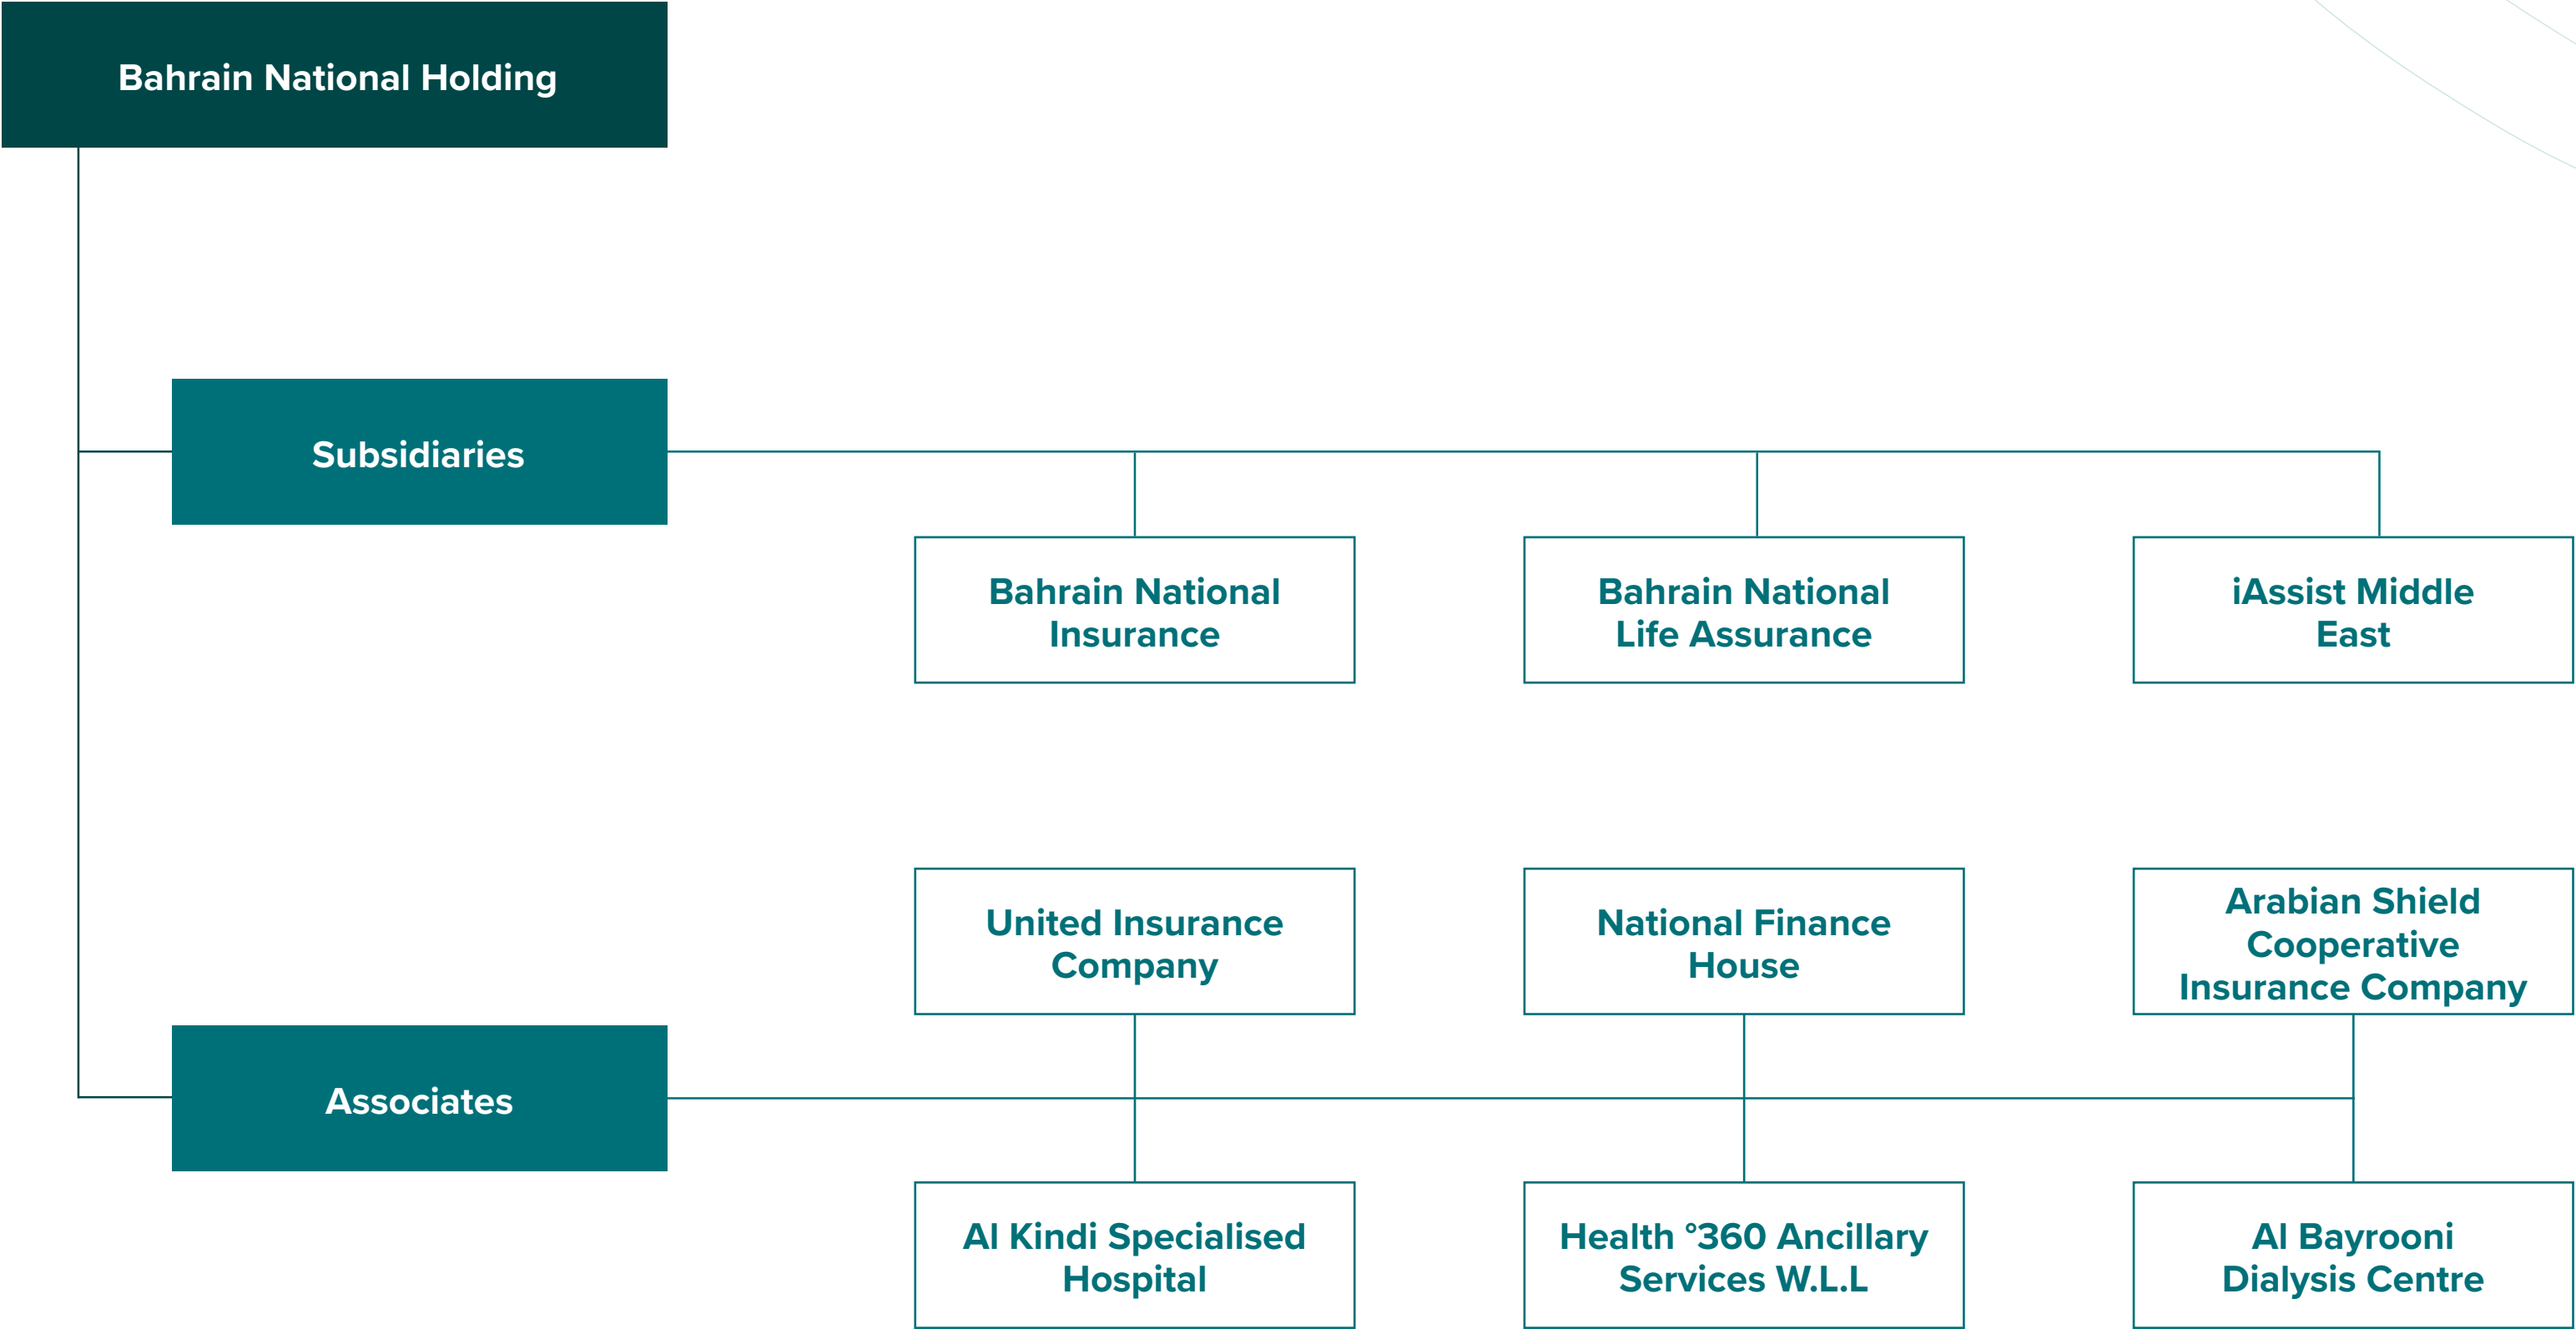 Bahrain National Holding
Subsidiaries
Bahrain National
Insurance
Bahrain National
Life Assurance
iAssist Middle
East
United Insurance
Company
National Finance
House
Arabian Shield
Cooperative
Insurance Company
Associates
Al Kindi Specialised
Hospital
Health °360 Ancillary
Services W.L.L
Al Bayrooni
Dialysis Centre